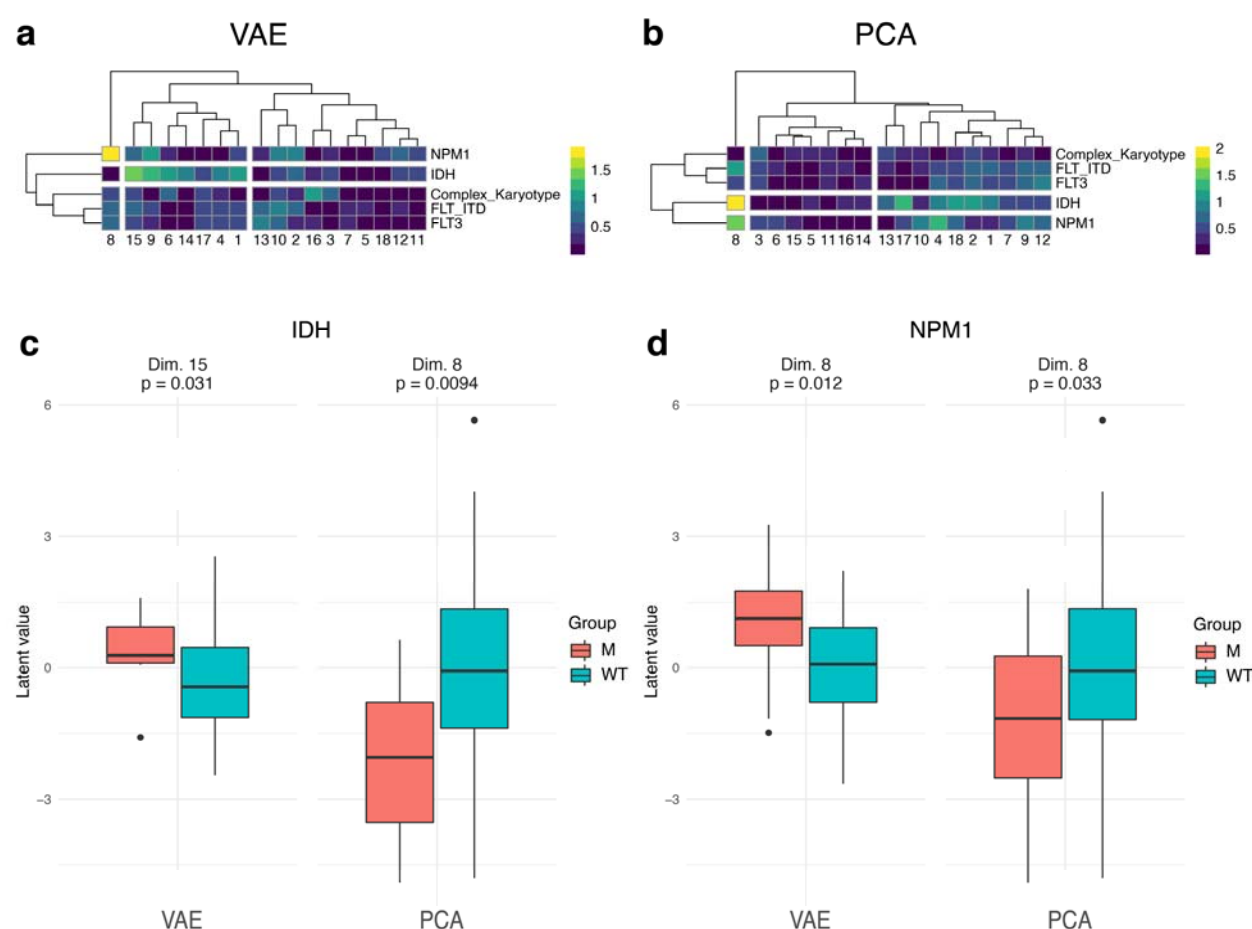 a
VAE
NPM1
IDH
Complex_Karyotype
FLT_ITD
FLT3
8 15 9 6 14 17 4 1 13 10 2 16 3 7 5 18 12 11
1.5
1
0.5
b
PCA
Complex_Karyotype
FLT_ITD
FLT3
IDH
NPM1
8 3 6 15 5 11 16 14 13 17 10 4 18 2 1 7 9 12
2
1.5
1
0.5
c
IDH
Dim. 15
p = 0.031
Dim. 8
p = 0.0094
6
3
0
−3
Latent value
VAE
PCA
Group
M
WT
d
NPM1
Dim. 8
p = 0.012
Dim. 8
p = 0.033
6
3
0
−3
Latent value
VAE
PCA
Group
M
WT